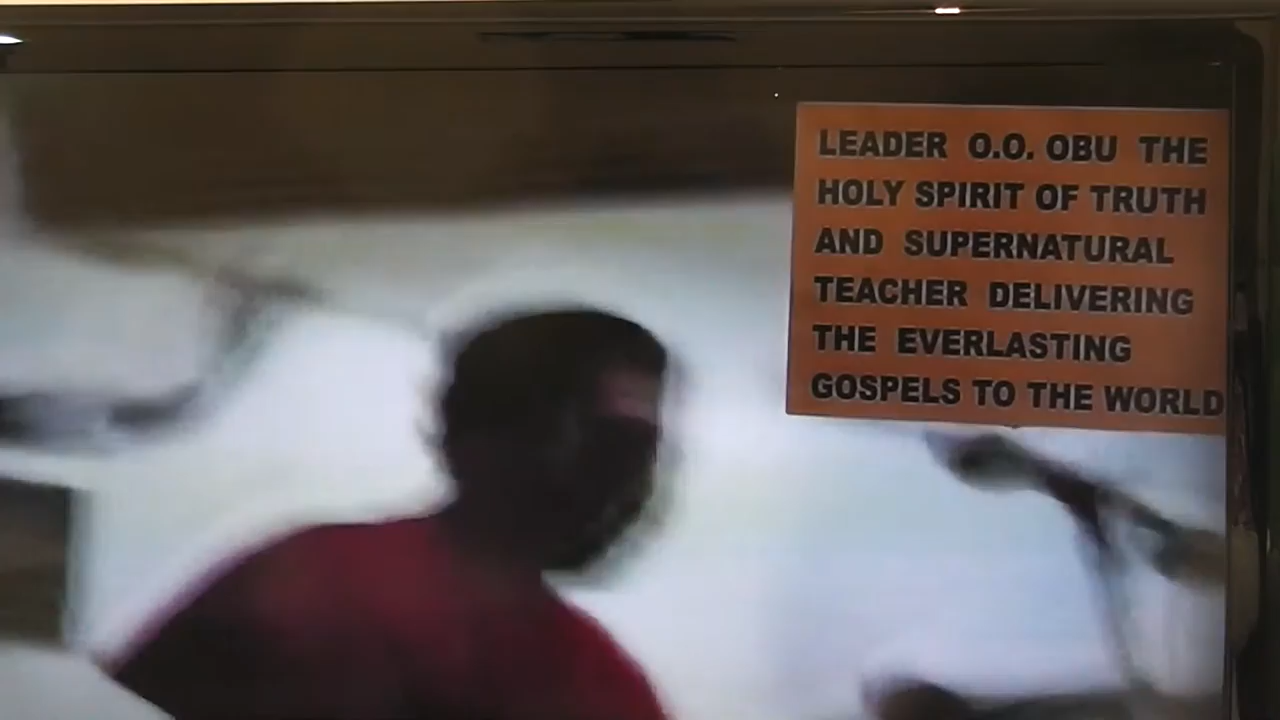 LEADER O.O. OBU THE
HOLY SPIRIT OF TRUTH
AND SUPERNATURAL
TEACHER DELIVERING
THE EVERLASTING
GOSPELS TO THE WORLD